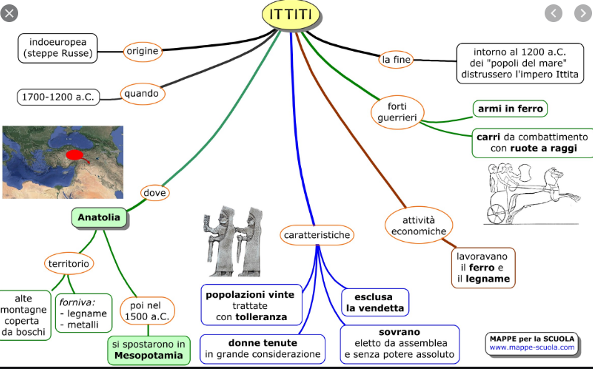 ITTITI
indoeuropea
(steppe Russe)
origine
la fine
intorno al 1200 a.C.
dei "popoli del mare"
distrussero l'impero Ittita
1700-1200 a.C.
quando
forti
guerrieri
armi in ferro
carri da combattimento
con ruote a raggi
dove
Anatolia
caratteristiche
attività
economiche
lavoravano
il ferro e
il legname
territorio
alte
montagne
coperta
da boschi
forniva:
- legname
- metalli
poi nel
1500 a.C.
si spostarono in
Mesopotamia
popolazioni vinte
trattate
con tolleranza
esclusa
la vendetta
donne tenute
in grande considerazione
sovrano
eletto da assemblea
e senza potere assoluto
MAPPE per la SCUOLA
www.mappe-scuola.com